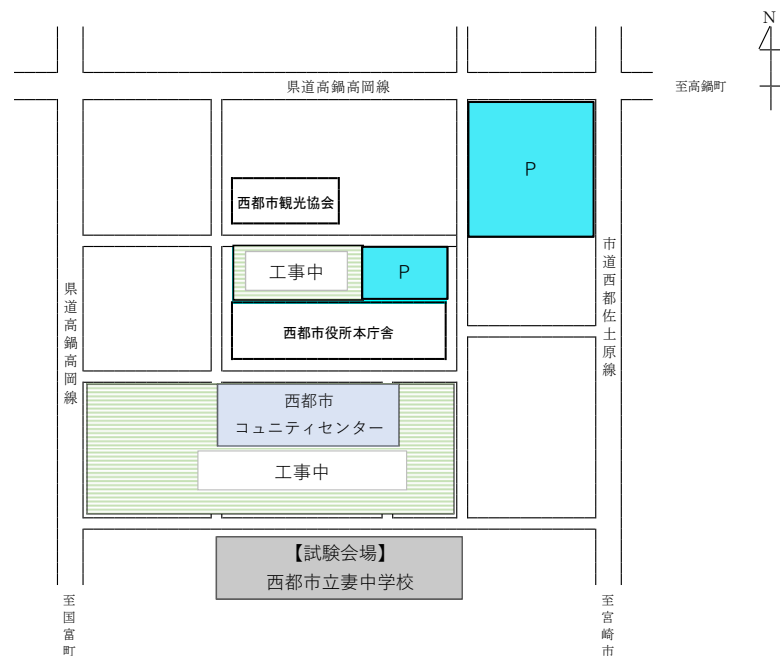 N
県道高鍋高岡線
至高鍋町
P
西都市観光協会
工事中
P
市道西都佐土原線
県道高鍋高岡線
西都市役所本庁舎
西都市
コュニティセンター
工事中
【試験会場】
西都市立妻中学校
至国富町
至宮崎市